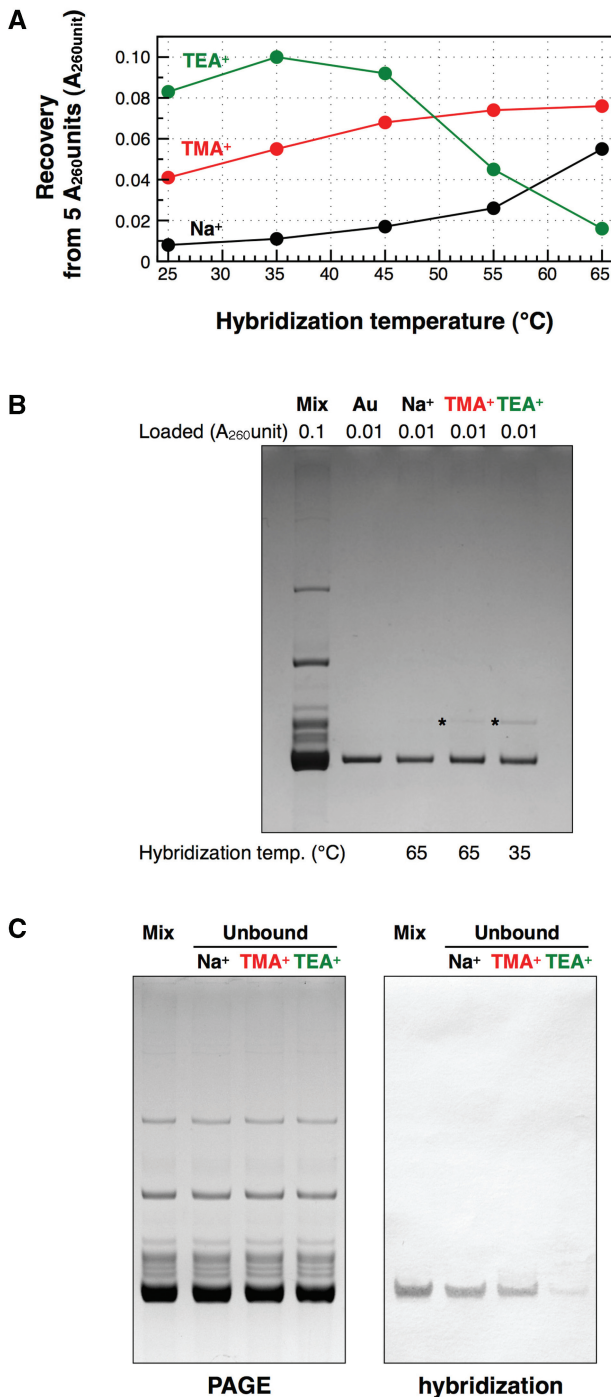 A
Recovery
from 5 A260units (A260unit)
0.10
0.08
0.06
0.04
0.02
0
TEA+
TMA+
Na+
25 30 35 40 45 50 55 60 65
Hybridization temperature (°C)
B
Mix Au Na+ TMA+ TEA+
Loaded (A260unit) 0.1 0.01 0.01 0.01 0.01
* *
Hybridization temp. (°C) 65 65 35
C
Mix Unbound
Na+ TMA+ TEA+
PAGE
Mix Unbound
Na+ TMA+ TEA+
hybridization